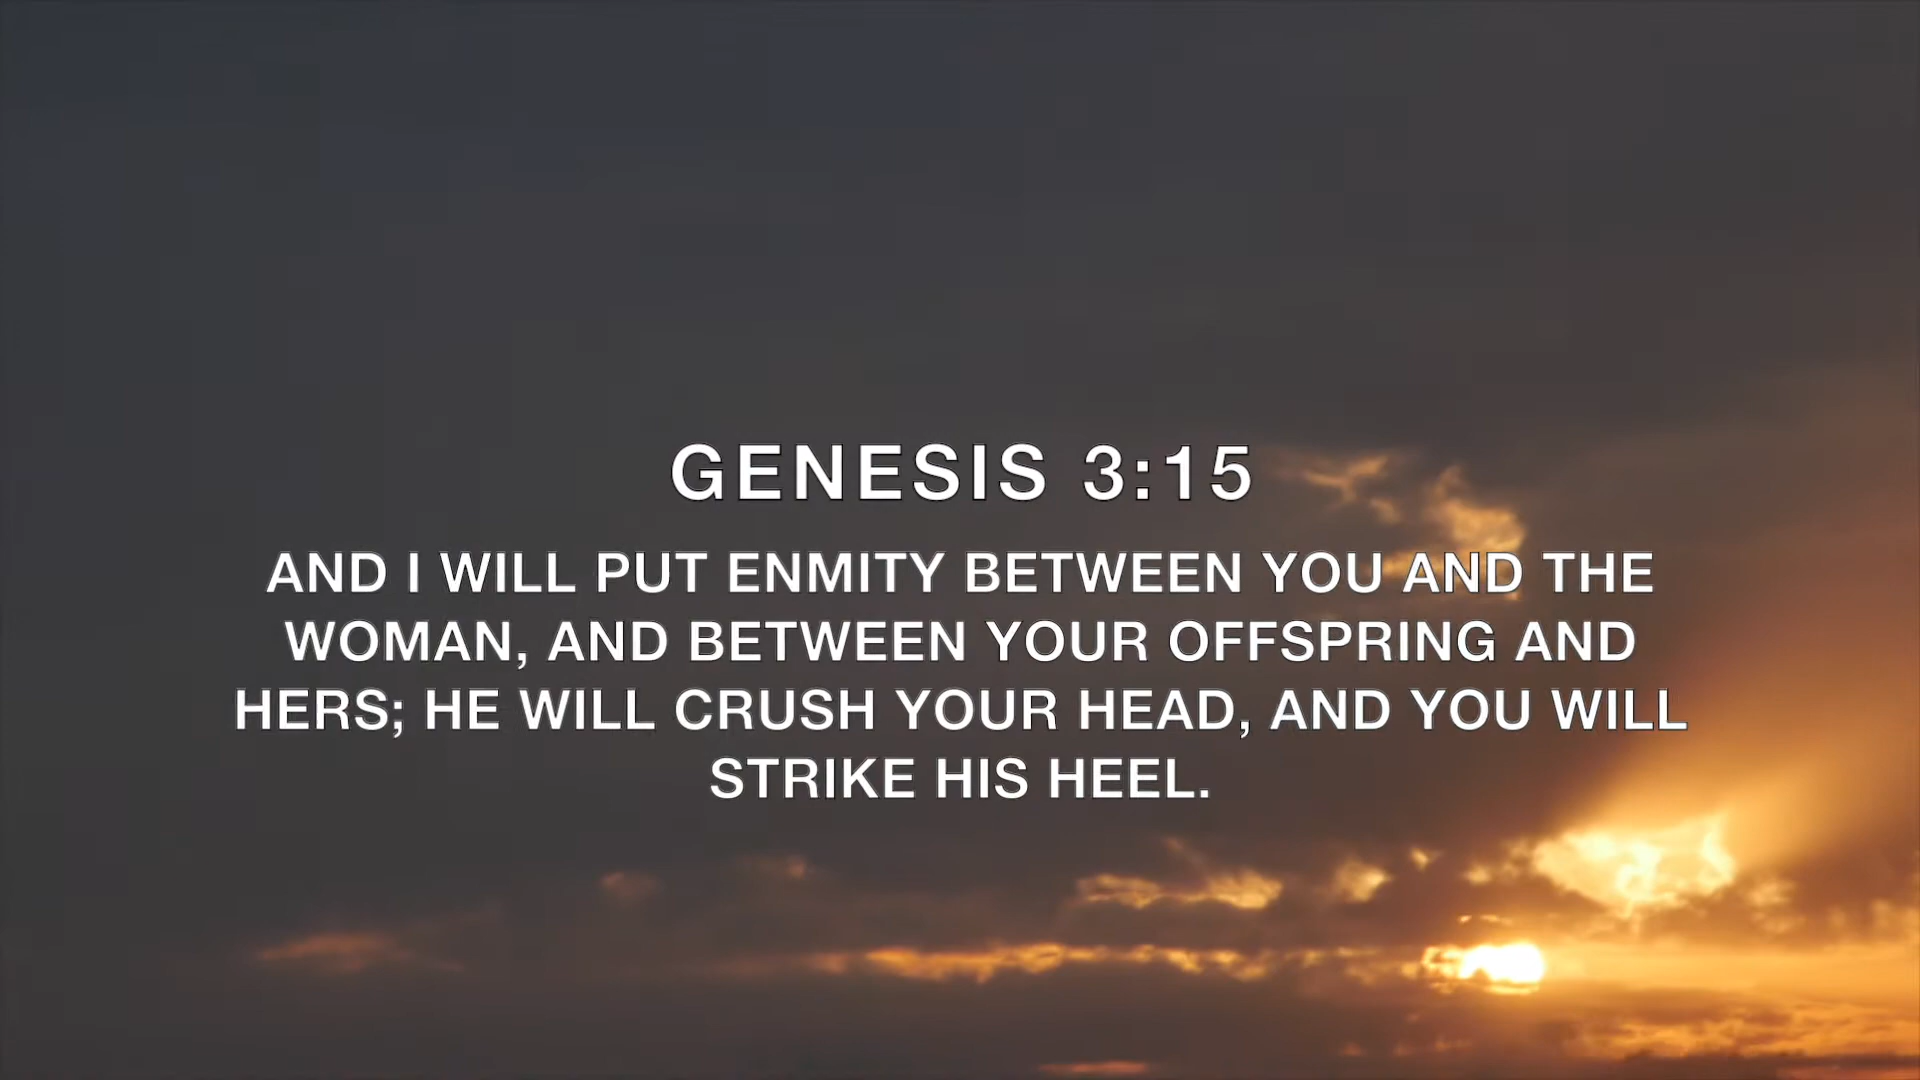 GENESIS 3:15
AND I WILL PUT ENMITY BETWEEN YOU AND THE
WOMAN, AND BETWEEN YOUR OFFSPRING AND
HERS; HE WILL CRUSH YOUR HEAD, AND YOU WILL
STRIKE HIS HEEL.